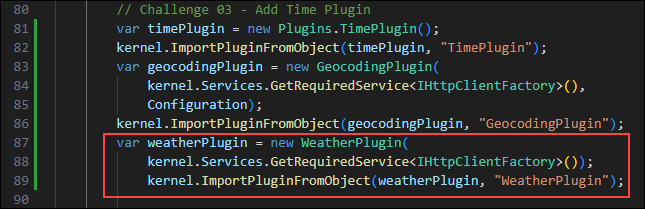 80 // Challenge 03 - Add Time Plugin
81 var timePlugin = new Plugins.TimePlugin();
82 kernel.ImportPluginFromObject(timePlugin, "TimePlugin");
83 var geocodingPlugin = new GeocodingPlugin(
84 kernel.Services.GetRequiredService<IHttpClientFactory>(),
85 Configuration);
86 kernel.ImportPluginFromObject(geocodingPlugin, "GeocodingPlugin");
87 var weatherPlugin = new WeatherPlugin(
88 kernel.Services.GetRequiredService<IHttpClientFactory>());
89 kernel.ImportPluginFromObject(weatherPlugin, "WeatherPlugin");
90